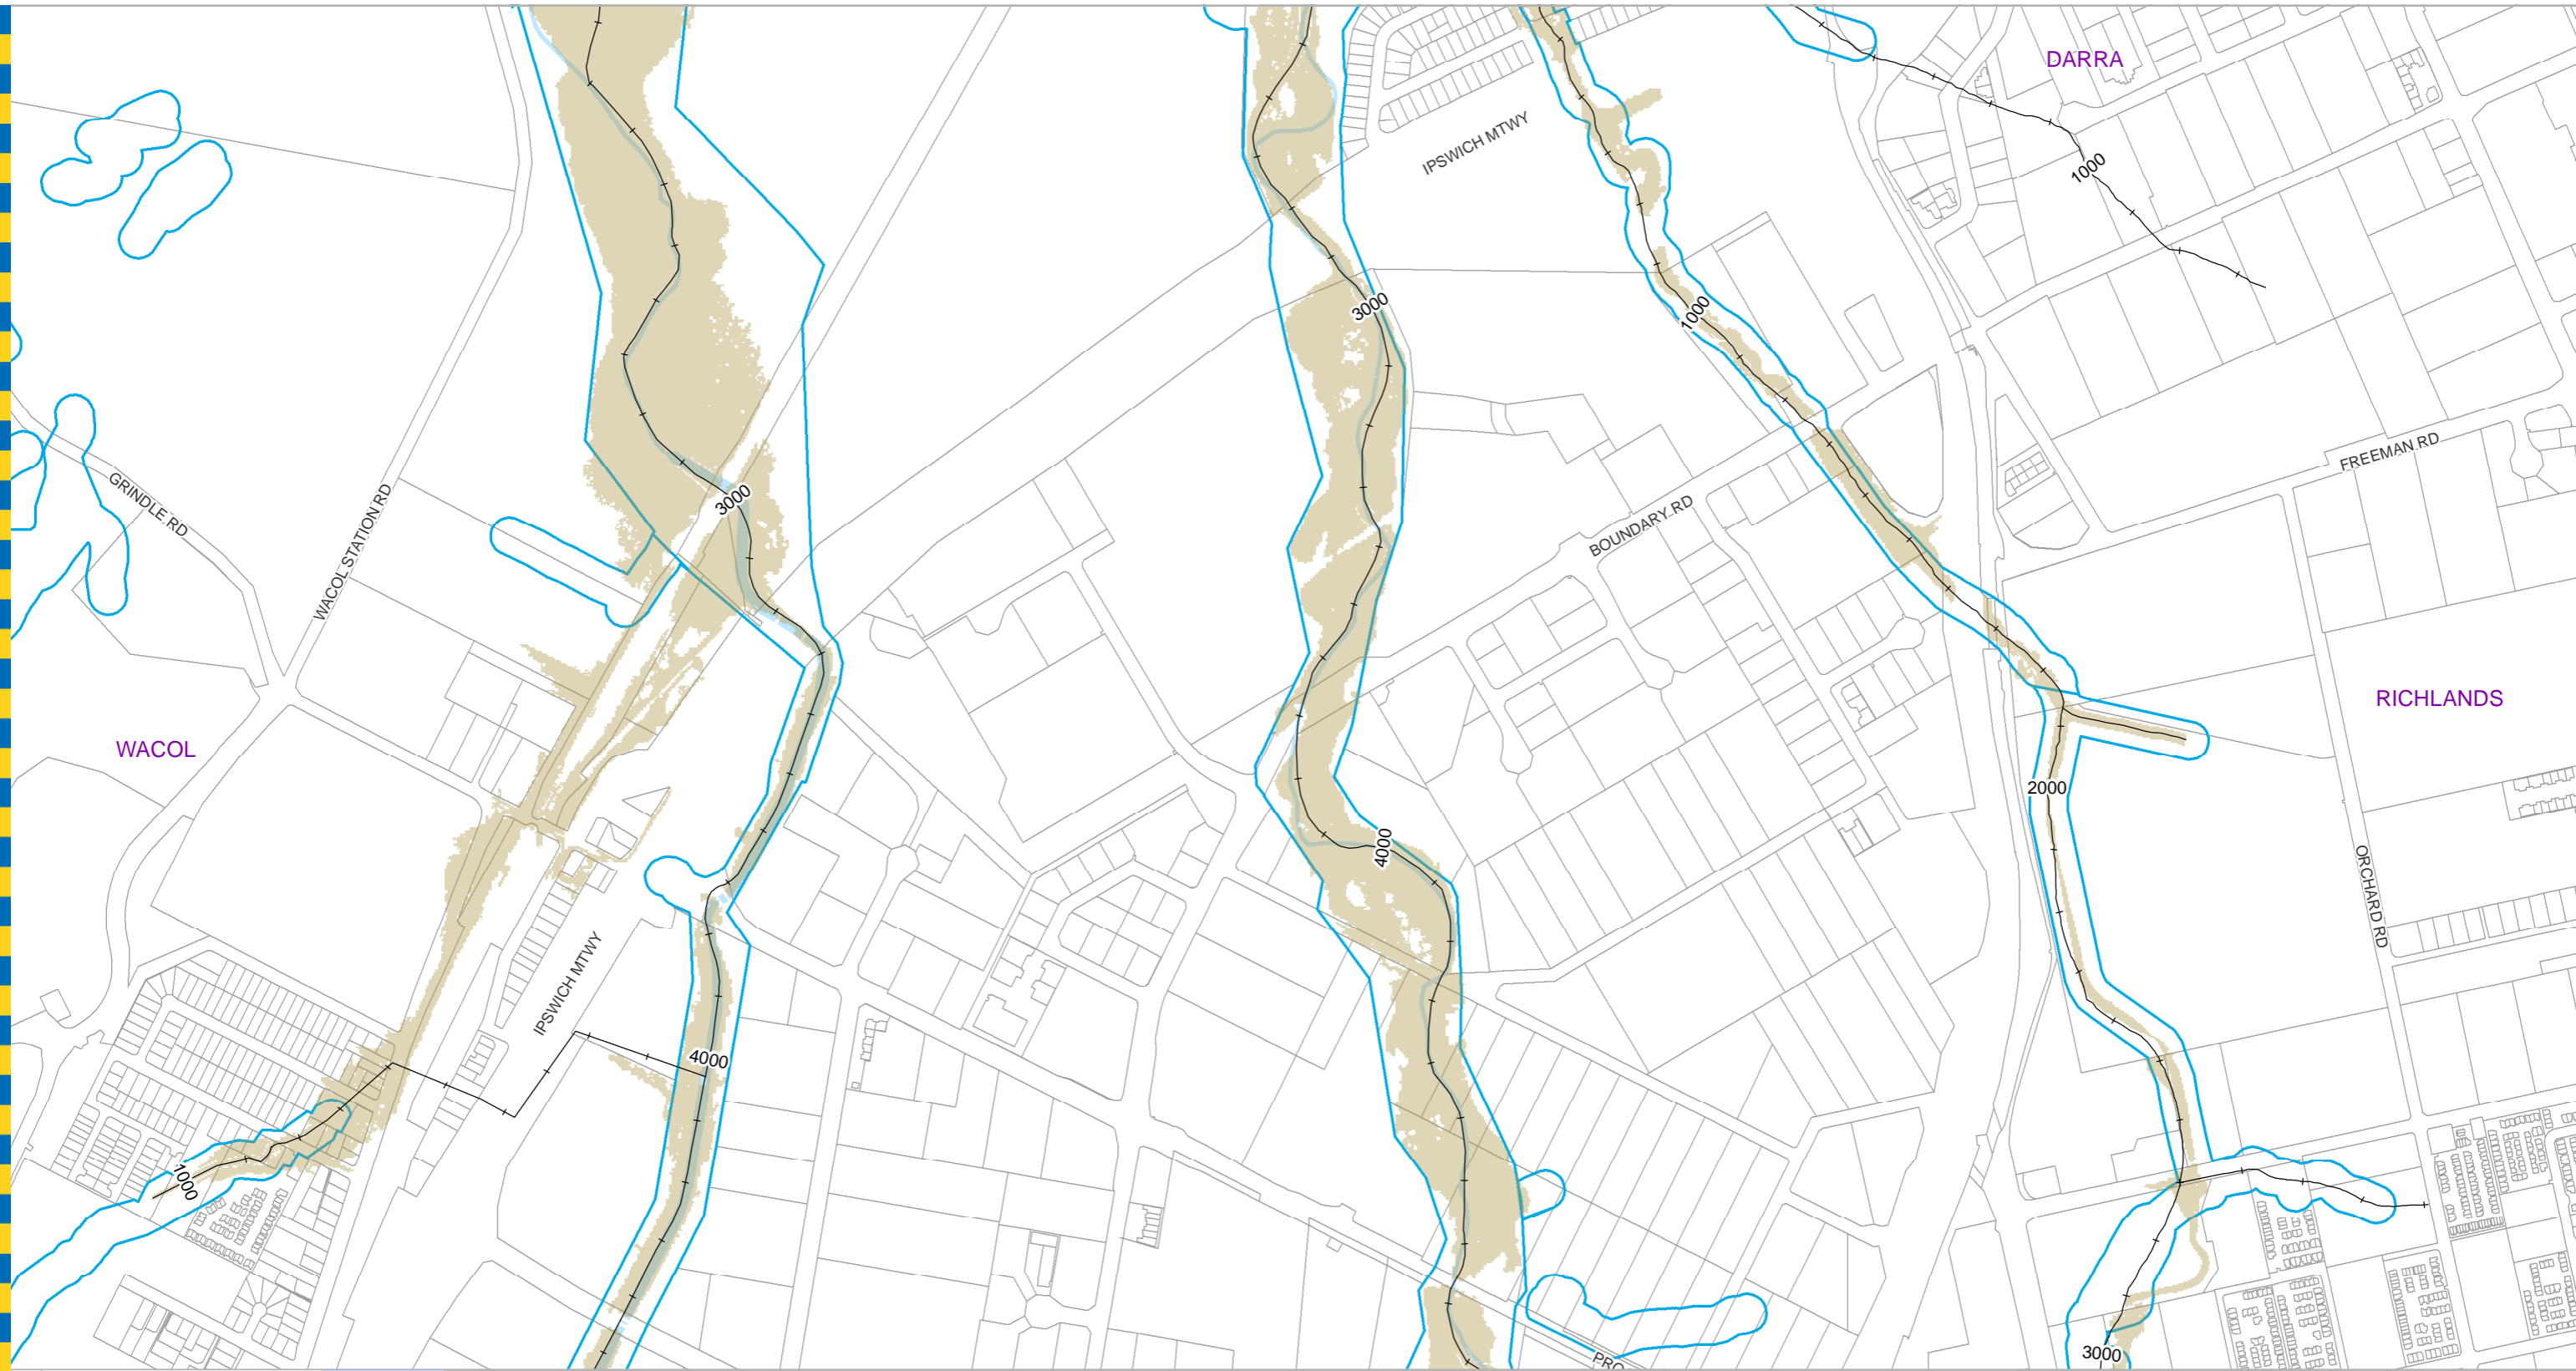 DARRA
IPSWICH MTWY
1000
3000
1000
FREEMAN RD
GRINDLE RD
WACOL STATION RD
3000
BOUNDARY RD
RICHLANDS
WACOL
2000
4000
ORCHARD RD
IPSWICH MTWY
4000
1000
3000
PRO